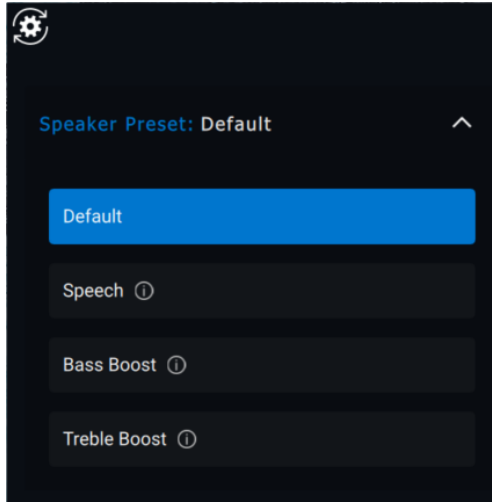 Speaker Preset: Default
Default
Speech
Bass Boost
Treble Boost